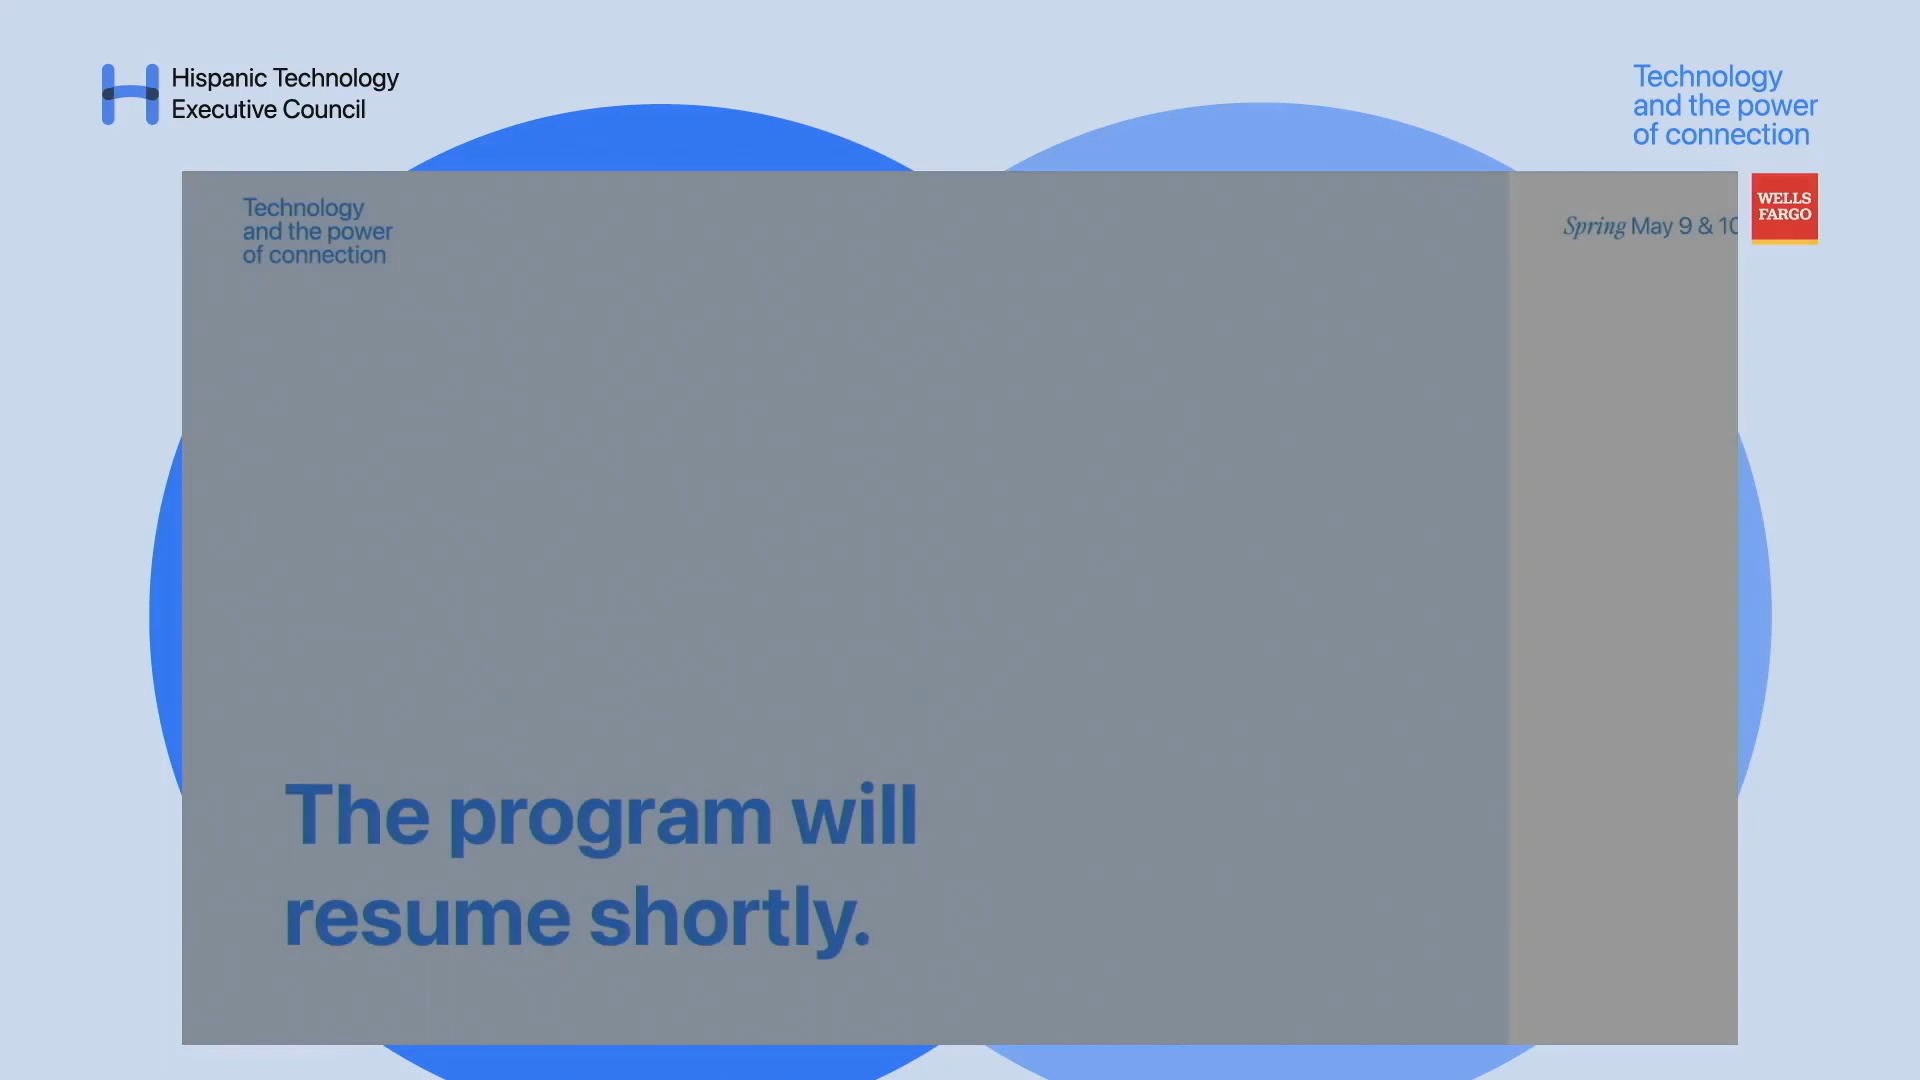 Hispanic Technology
Executive Council
Technology
and the power
of connection
WELLS
FARGO
Technology
and the power
of connection
Spring May 9 & 10
The program will
resume shortly.